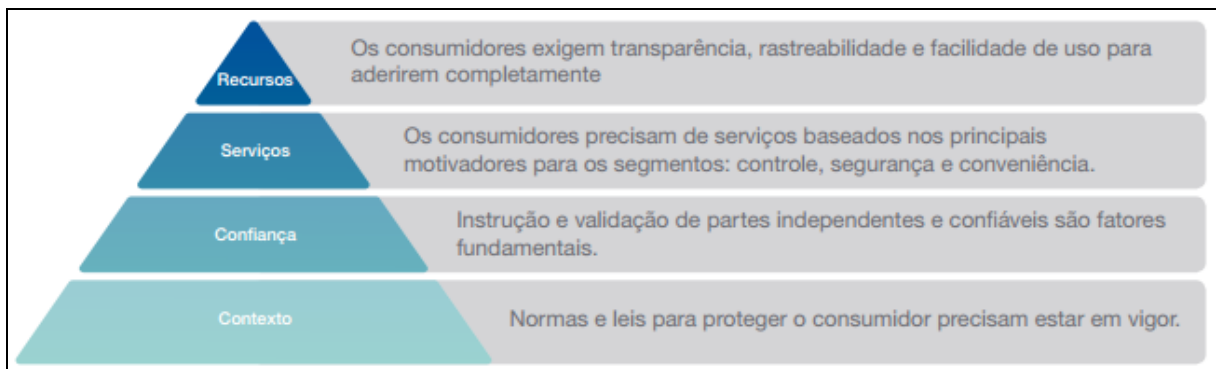 Recursos
Os consumidores exigem transparência, rastreabilidade e facilidade de uso para
aderirem completamente
Serviços
Os consumidores precisam de serviços baseados nos principais
motivadores para os segmentos: controle, segurança e conveniência.
Confiança
Instrução e validação de partes independentes e confiáveis são fatores
fundamentais.
Contexto
Normas e leis para proteger o consumidor precisam estar em vigor.